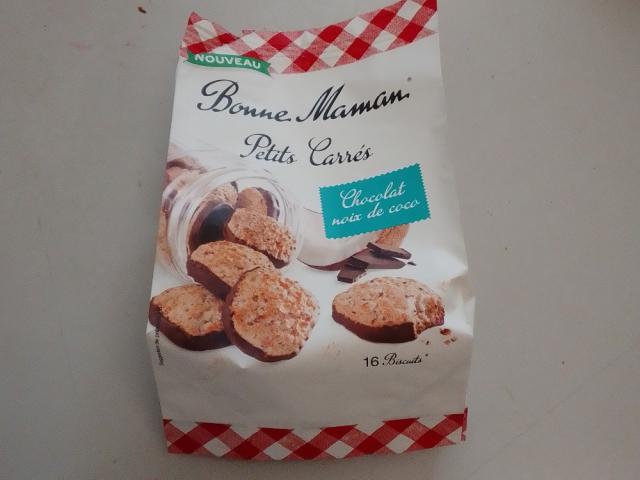 NOUVEAU
Bonne Maman®
Petits Carrés
Chocolat
noix de coco
16 Biscuits*